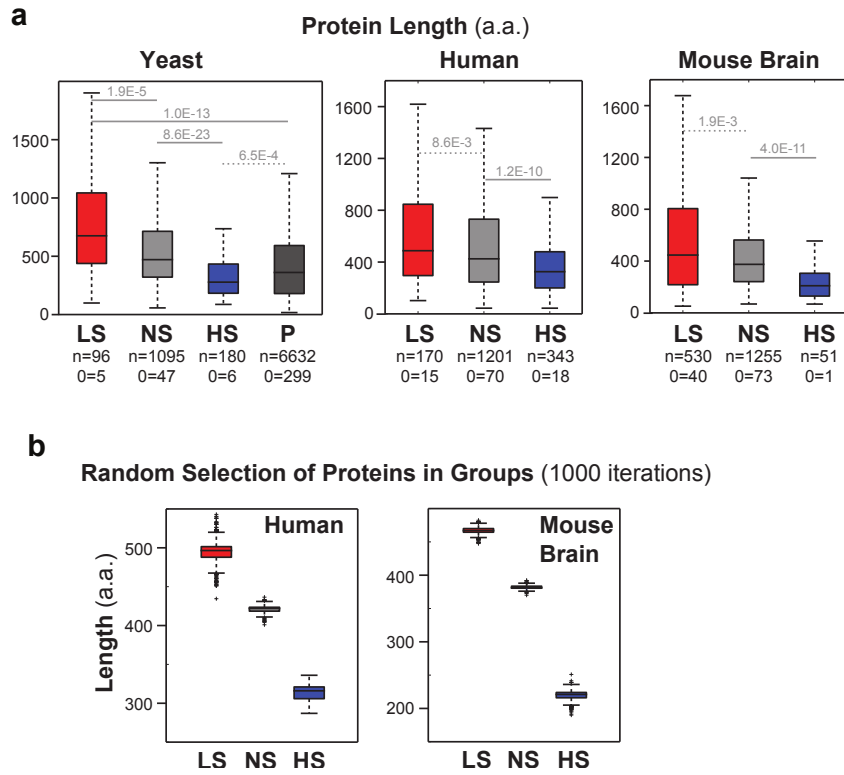 a
Protein Length (a.a.)
Yeast
Human
Mouse Brain
1500
1000
500
0
1.9E-5
1.0E-13
8.6E-23
6.5E-4
LS NS HS P
n=96 n=1095 n=180 n=6632
0=5 0=47 0=6 0=299
1600
1200
800
400
0
8.6E-3
1.2E-10
LS NS HS
n=170 n=1201 n=343
0=15 0=70 0=18
1600
1200
800
400
0
1.9E-3
4.0E-11
LS NS HS
n=530 n=1255 n=51
0=40 0=73 0=1
b
Random Selection of Proteins in Groups (1000 iterations)
Length (a.a.)
Human
500
400
300
LS NS HS
Mouse
Brain
400
200
LS NS HS